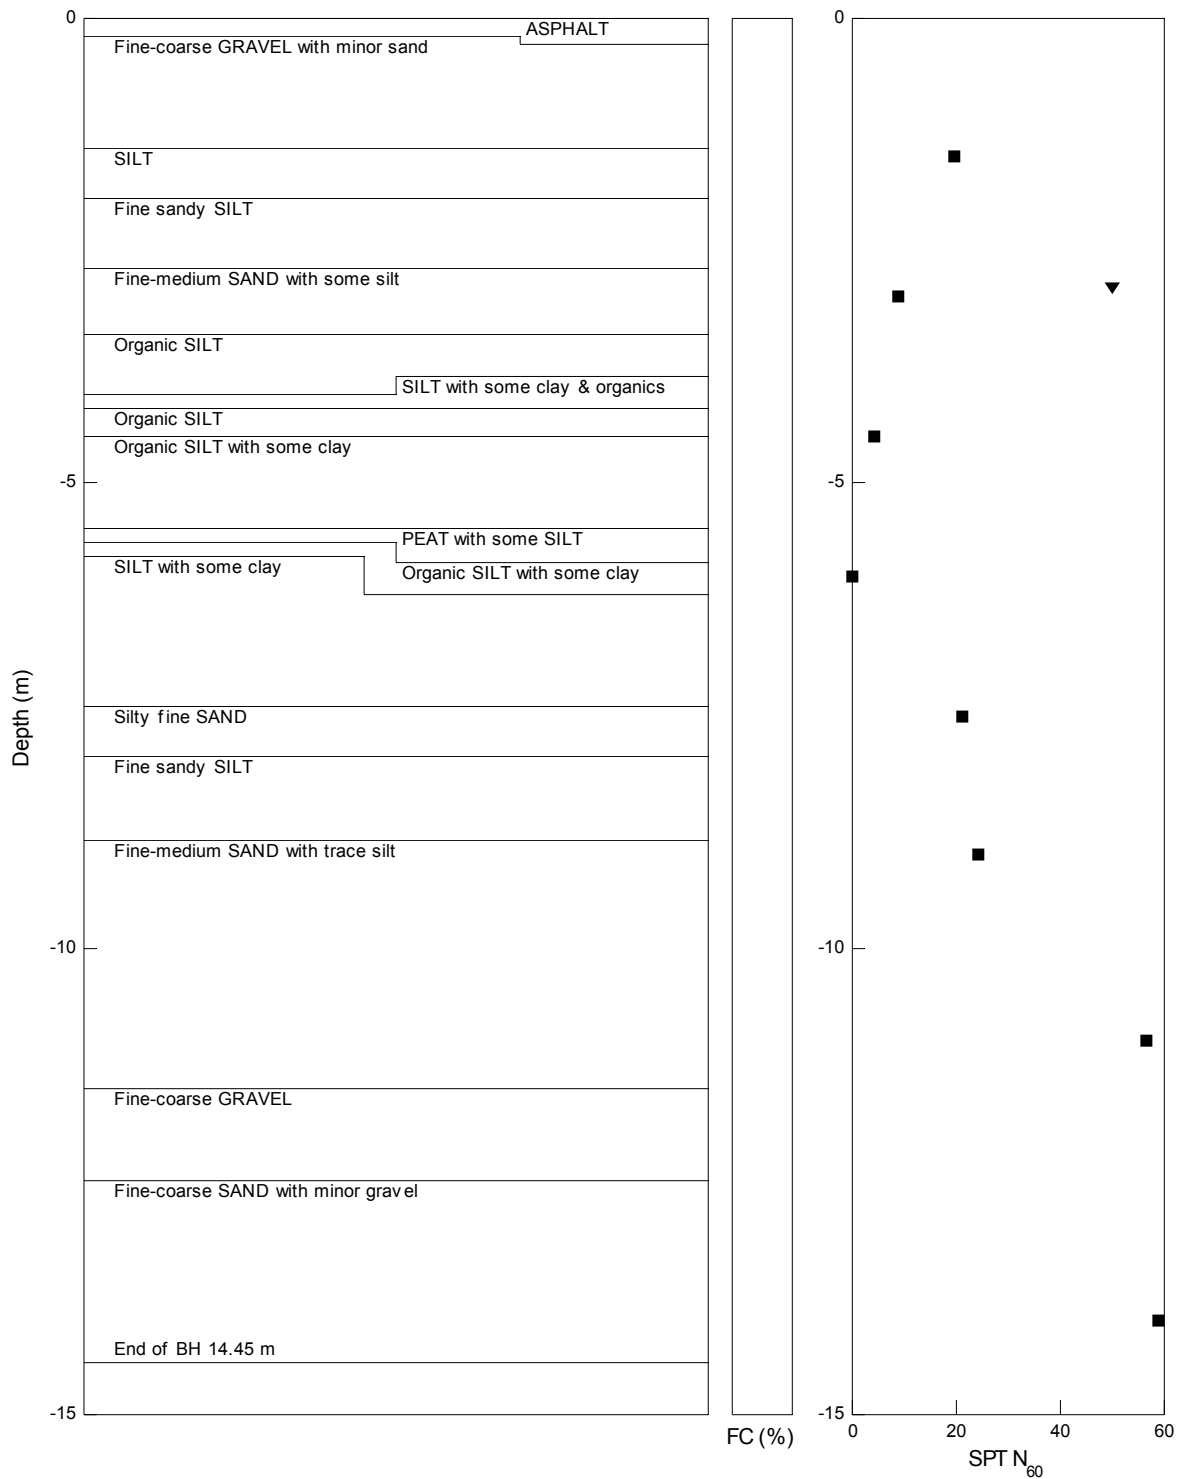 0
ASPHALT
Fine-coarse GRAVEL with minor sand
SILT
Fine sandy SILT
Fine-medium SAND with some silt
Organic SILT
SILT with some clay & organics
Organic SILT
Organic SILT with some clay
-5
PEAT with some SILT
SILT with some clay
Organic SILT with some clay
Silty fine SAND
Fine sandy SILT
Fine-medium SAND with trace silt
-10
Fine-coarse GRAVEL
Fine-coarse SAND with minor gravel
End of BH 14.45 m
-15
Depth (m)
FC (%)
0
-5
-10
-15
0 20 40 60
SPT N60